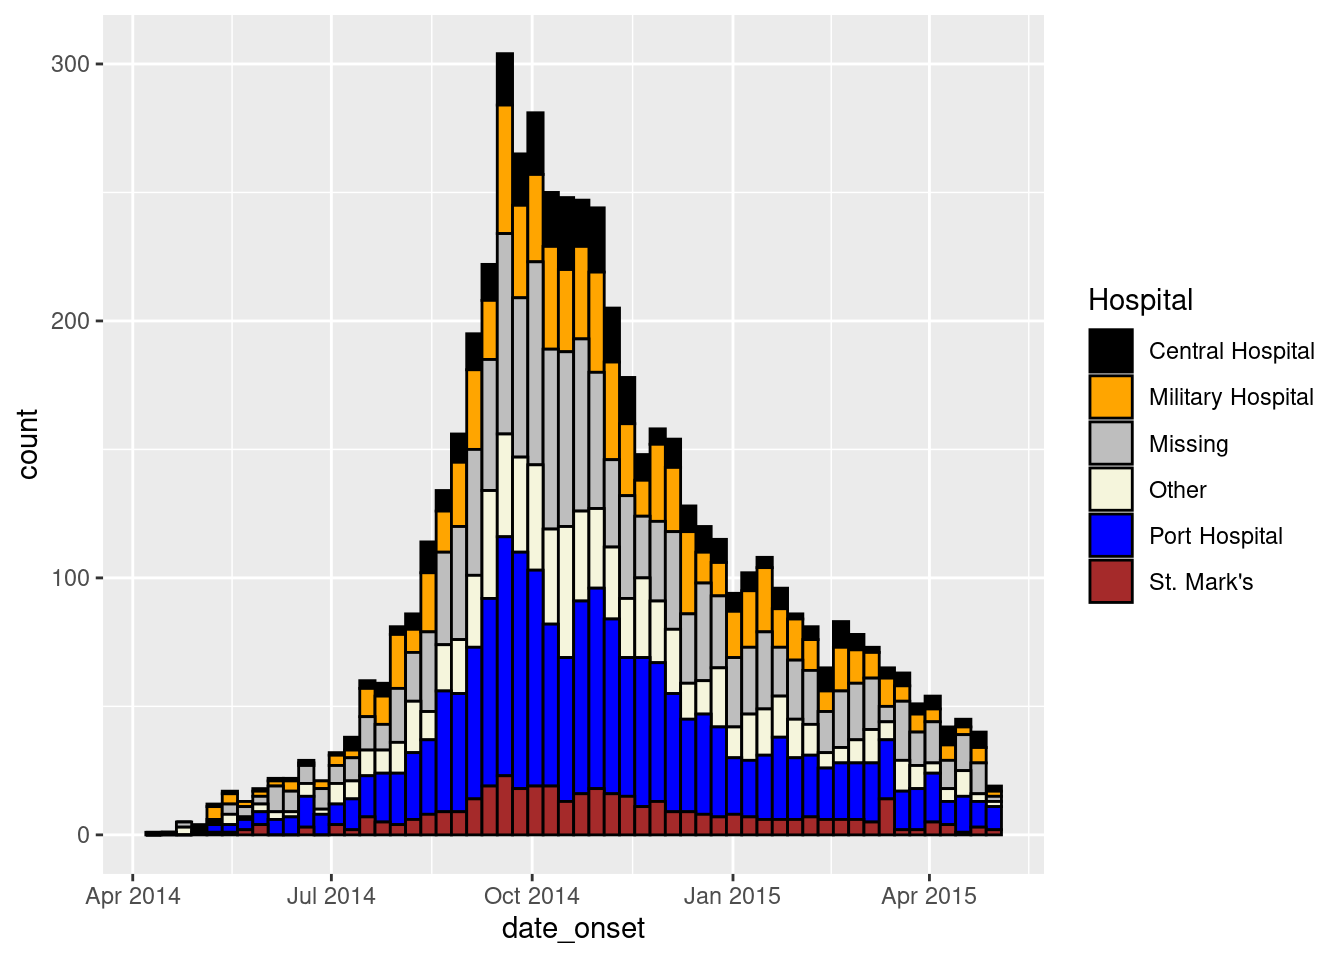 300
200
100
0
count
Apr 2014
Jul 2014
Oct 2014
Jan 2015
Apr 2015
date_onset
Hospital
Central Hospital
Military Hospital
Missing
Other
Port Hospital
St. Mark's